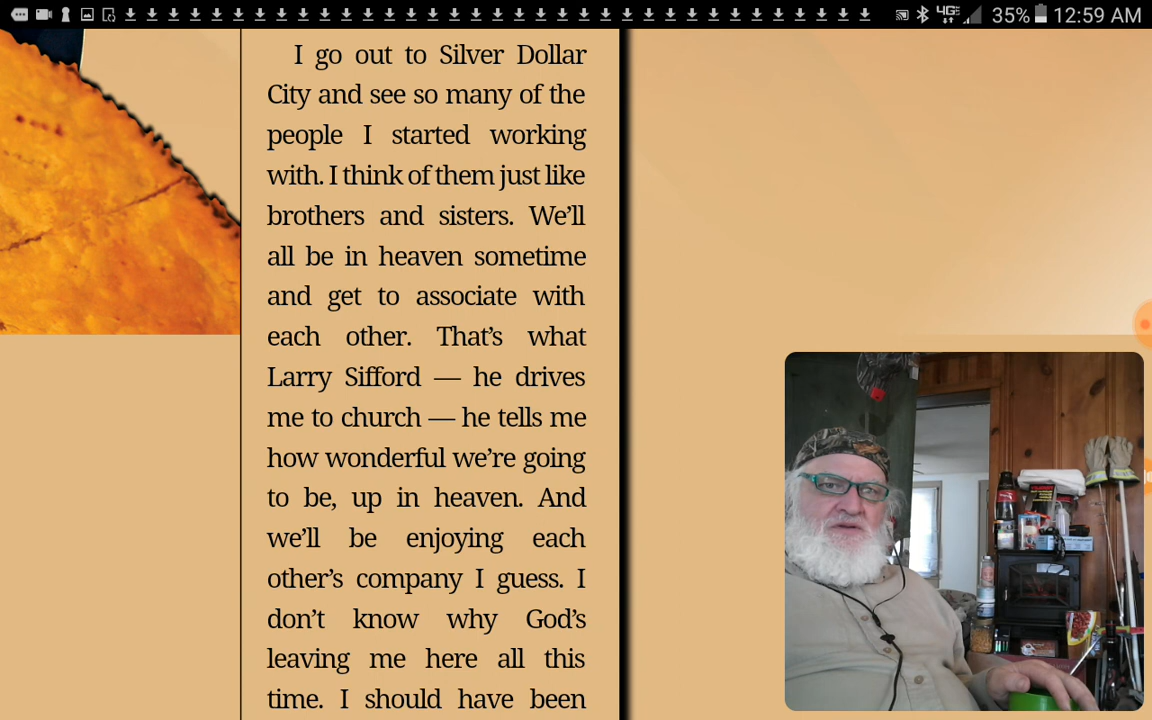 4G
35%
12:59 AM
I go out to Silver Dollar
City and see so many of the
people I started working
with. I think of them just like
brothers and sisters. We’ll
all be in heaven sometime
and get to associate with
each other. That’s what
Larry Sifford — he drives
me to church — he tells me
how wonderful we’re going
to be, up in heaven. And
we’ll be enjoying each
other’s company I guess. I
don’t know why God’s
leaving me here all this
time. I should have been